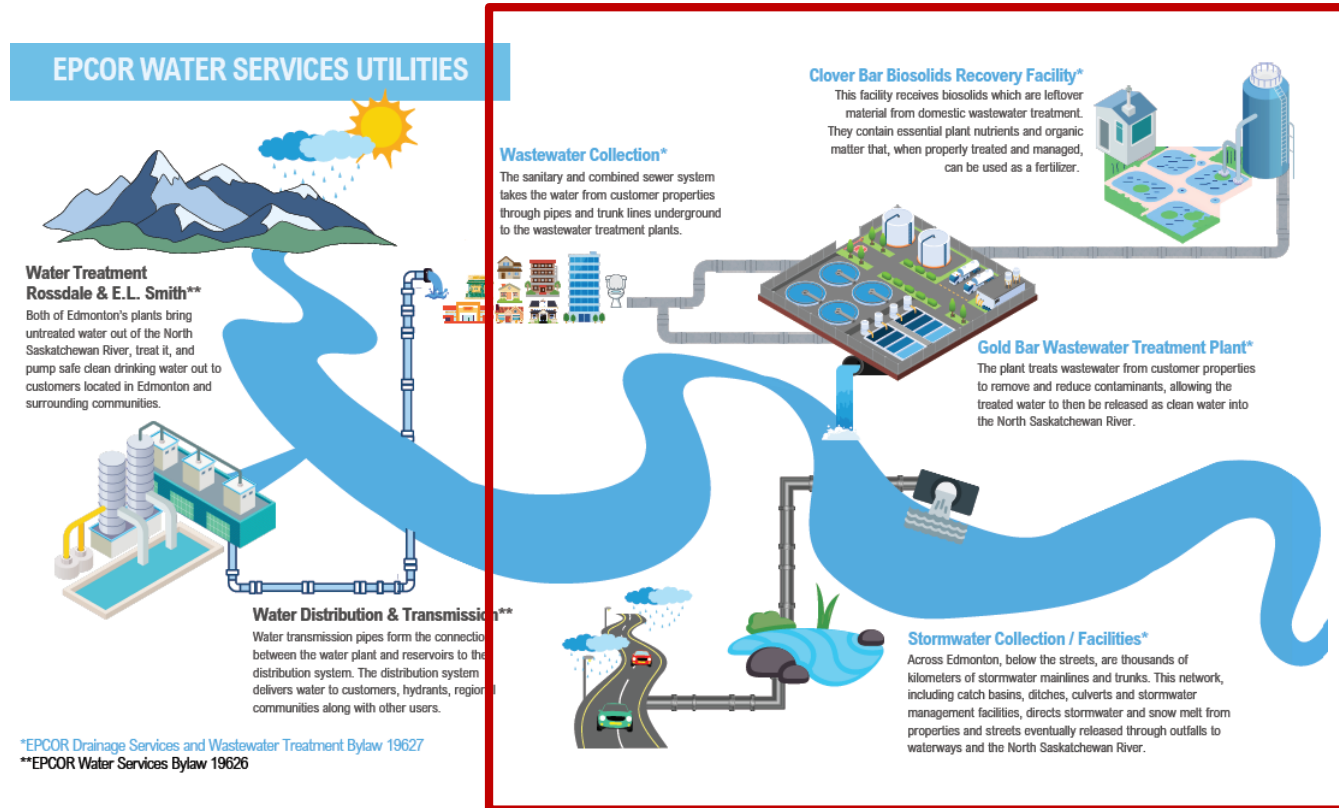 EPCOR WATER SERVICES UTILITIES
Water Treatment
Rossdale & E.L. Smith**
Both of Edmonton's plants bring
untreated water out of the North
Saskatchewan River, treat it, and
pump safe clean drinking water out to
customers located in Edmonton and
surrounding communities.
Water Distribution & Transmission**
Water transmission pipes form the connection
between the water plant and reservoirs to the
distribution system. The distribution system
delivers water to customers, hydrants, regional
communities along with other users.
*EPCOR Drainage Services and Wastewater Treatment Bylaw 19627
**EPCOR Water Services Bylaw 19626
Wastewater Collection*
The sanitary and combined sewer system
takes the water from customer properties
through pipes and trunk lines underground
to the wastewater treatment plants.
Clover Bar Biosolids Recovery Facility*
This facility receives biosolids which are leftover
material from domestic wastewater treatment.
They contain essential plant nutrients and organic
matter that, when properly treated and managed,
can be used as a fertilizer.
Gold Bar Wastewater Treatment Plant*
The plant treats wastewater from customer properties
to remove and reduce contaminants, allowing the
treated water to then be released as clean water into
the North Saskatchewan River.
Stormwater Collection / Facilities*
Across Edmonton, below the streets, are thousands of
kilometers of stormwater mainlines and trunks. This network,
including catch basins, ditches, culverts and stormwater
management facilities, directs stormwater and snow melt from
properties and streets eventually released through outfalls to
waterways and the North Saskatchewan River.